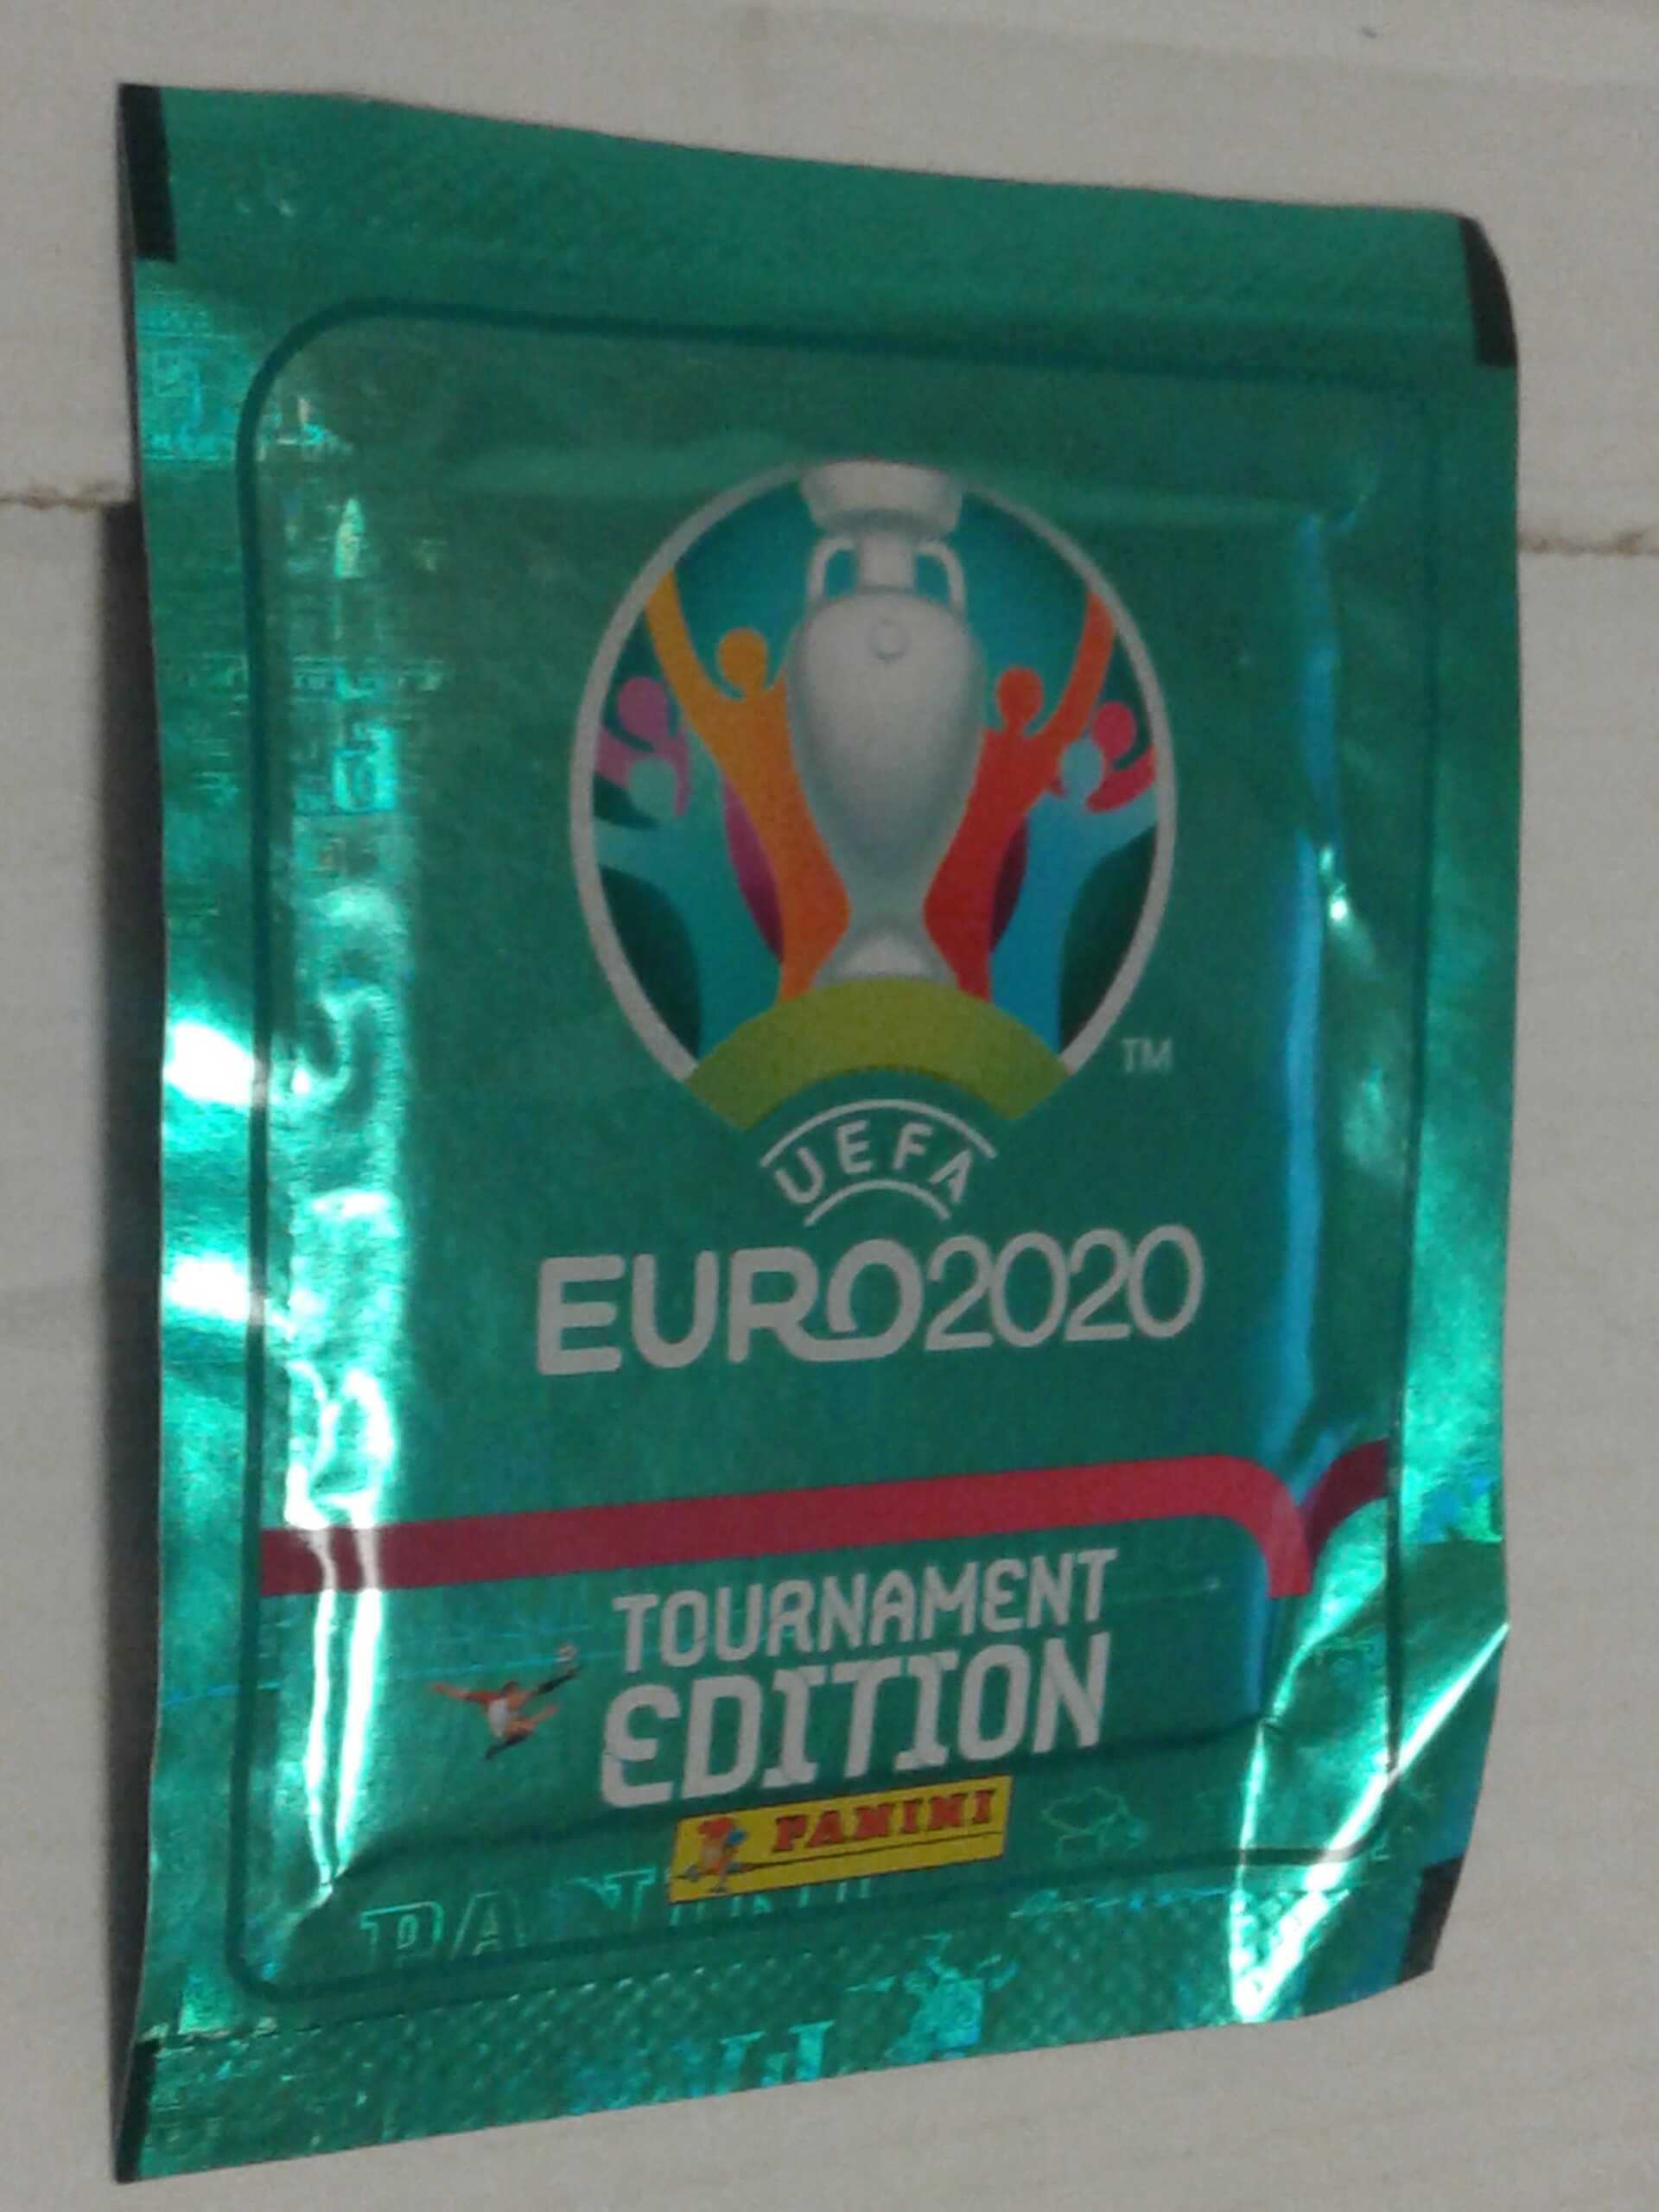 TM
UEFA
EURO2020
TOURNAMENT
EDITION
PANINI